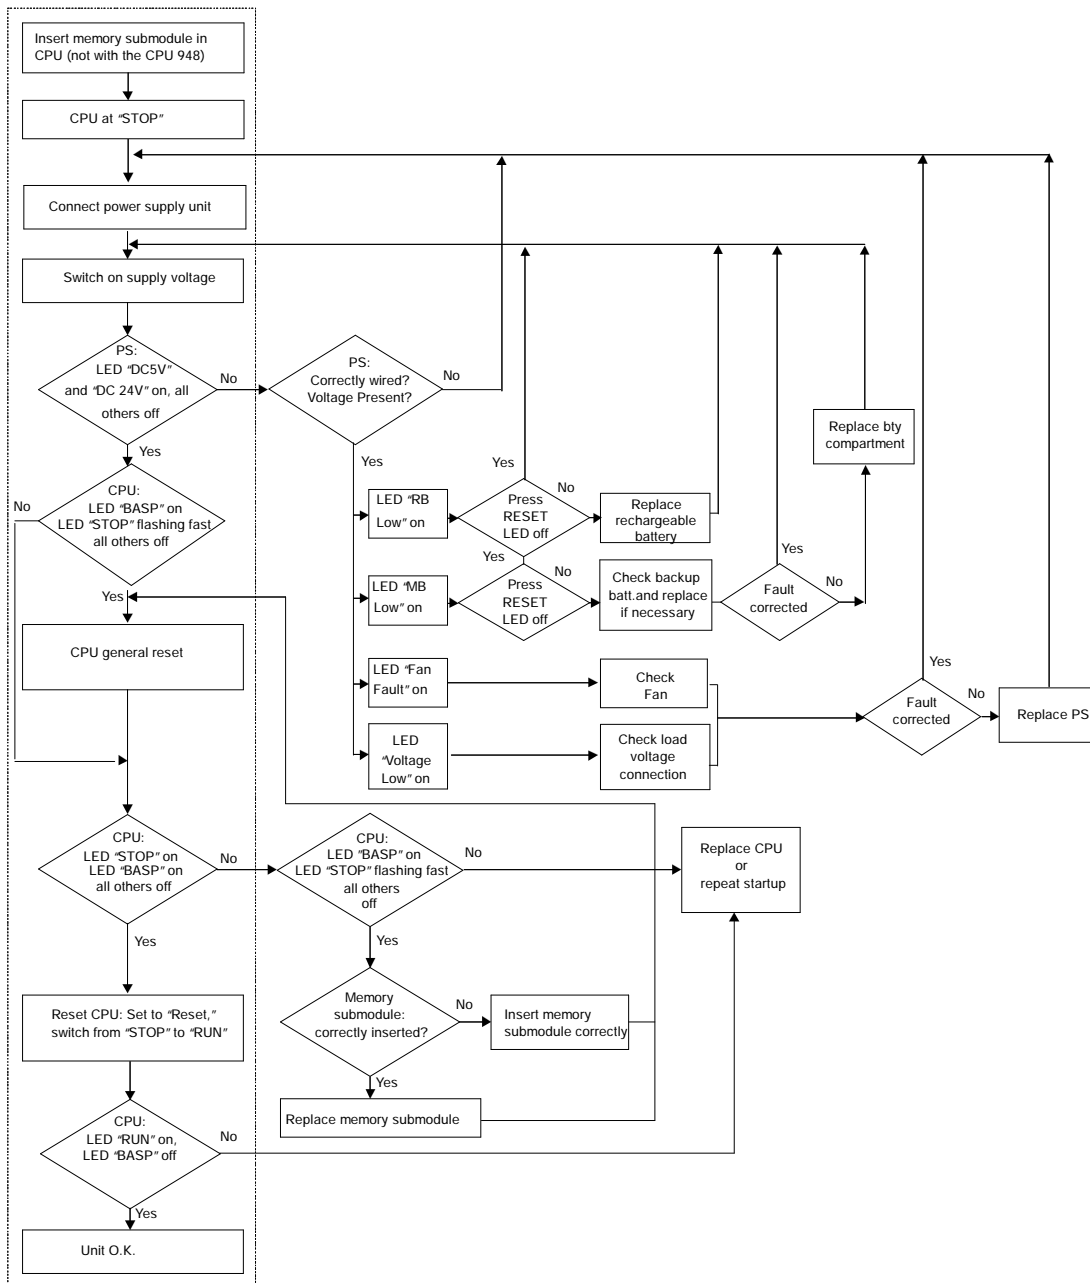 Insert memory submodule in
CPU (not with the CPU 948)
CPU at “STOP”
Connect power supply unit
Switch on supply voltage
PS:
LED “DC5V”
and “DC 24V” on, all
others off
No
Yes
PS:
Correctly wired?
Voltage Present?
No
Yes
CPU:
LED “BASP” on
LED “STOP” flashing fast
all others off
No
Yes
LED “RB
Low” on
Yes
Press
RESET
LED off
No
Replace
rechargeable
battery
Replace bty
compartment
LED “MB
Low” on
Yes
Press
RESET
LED off
No
Check backup
batt.and replace
if necessary
Yes
Fault
corrected
No
CPU general reset
LED “Fan
Fault” on
Check
Fan
LED
“Voltage
Low” on
Check load
voltage
connection
Yes
Fault
corrected
No
Replace PS
CPU:
LED “STOP” on
LED “BASP” on
all others off
No
Yes
CPU:
LED “BASP” on
LED “STOP” flashing fast
all others
off
No
Yes
Replace CPU
or
repeat startup
Reset CPU: Set to “Reset,”
switch from “STOP” to “RUN”
Memory
submodule:
correctly inserted?
No
Insert memory
submodule correctly
Yes
Replace memory submodule
CPU:
LED “RUN” on,
LED “BASP” off
No
Yes
Unit O.K.